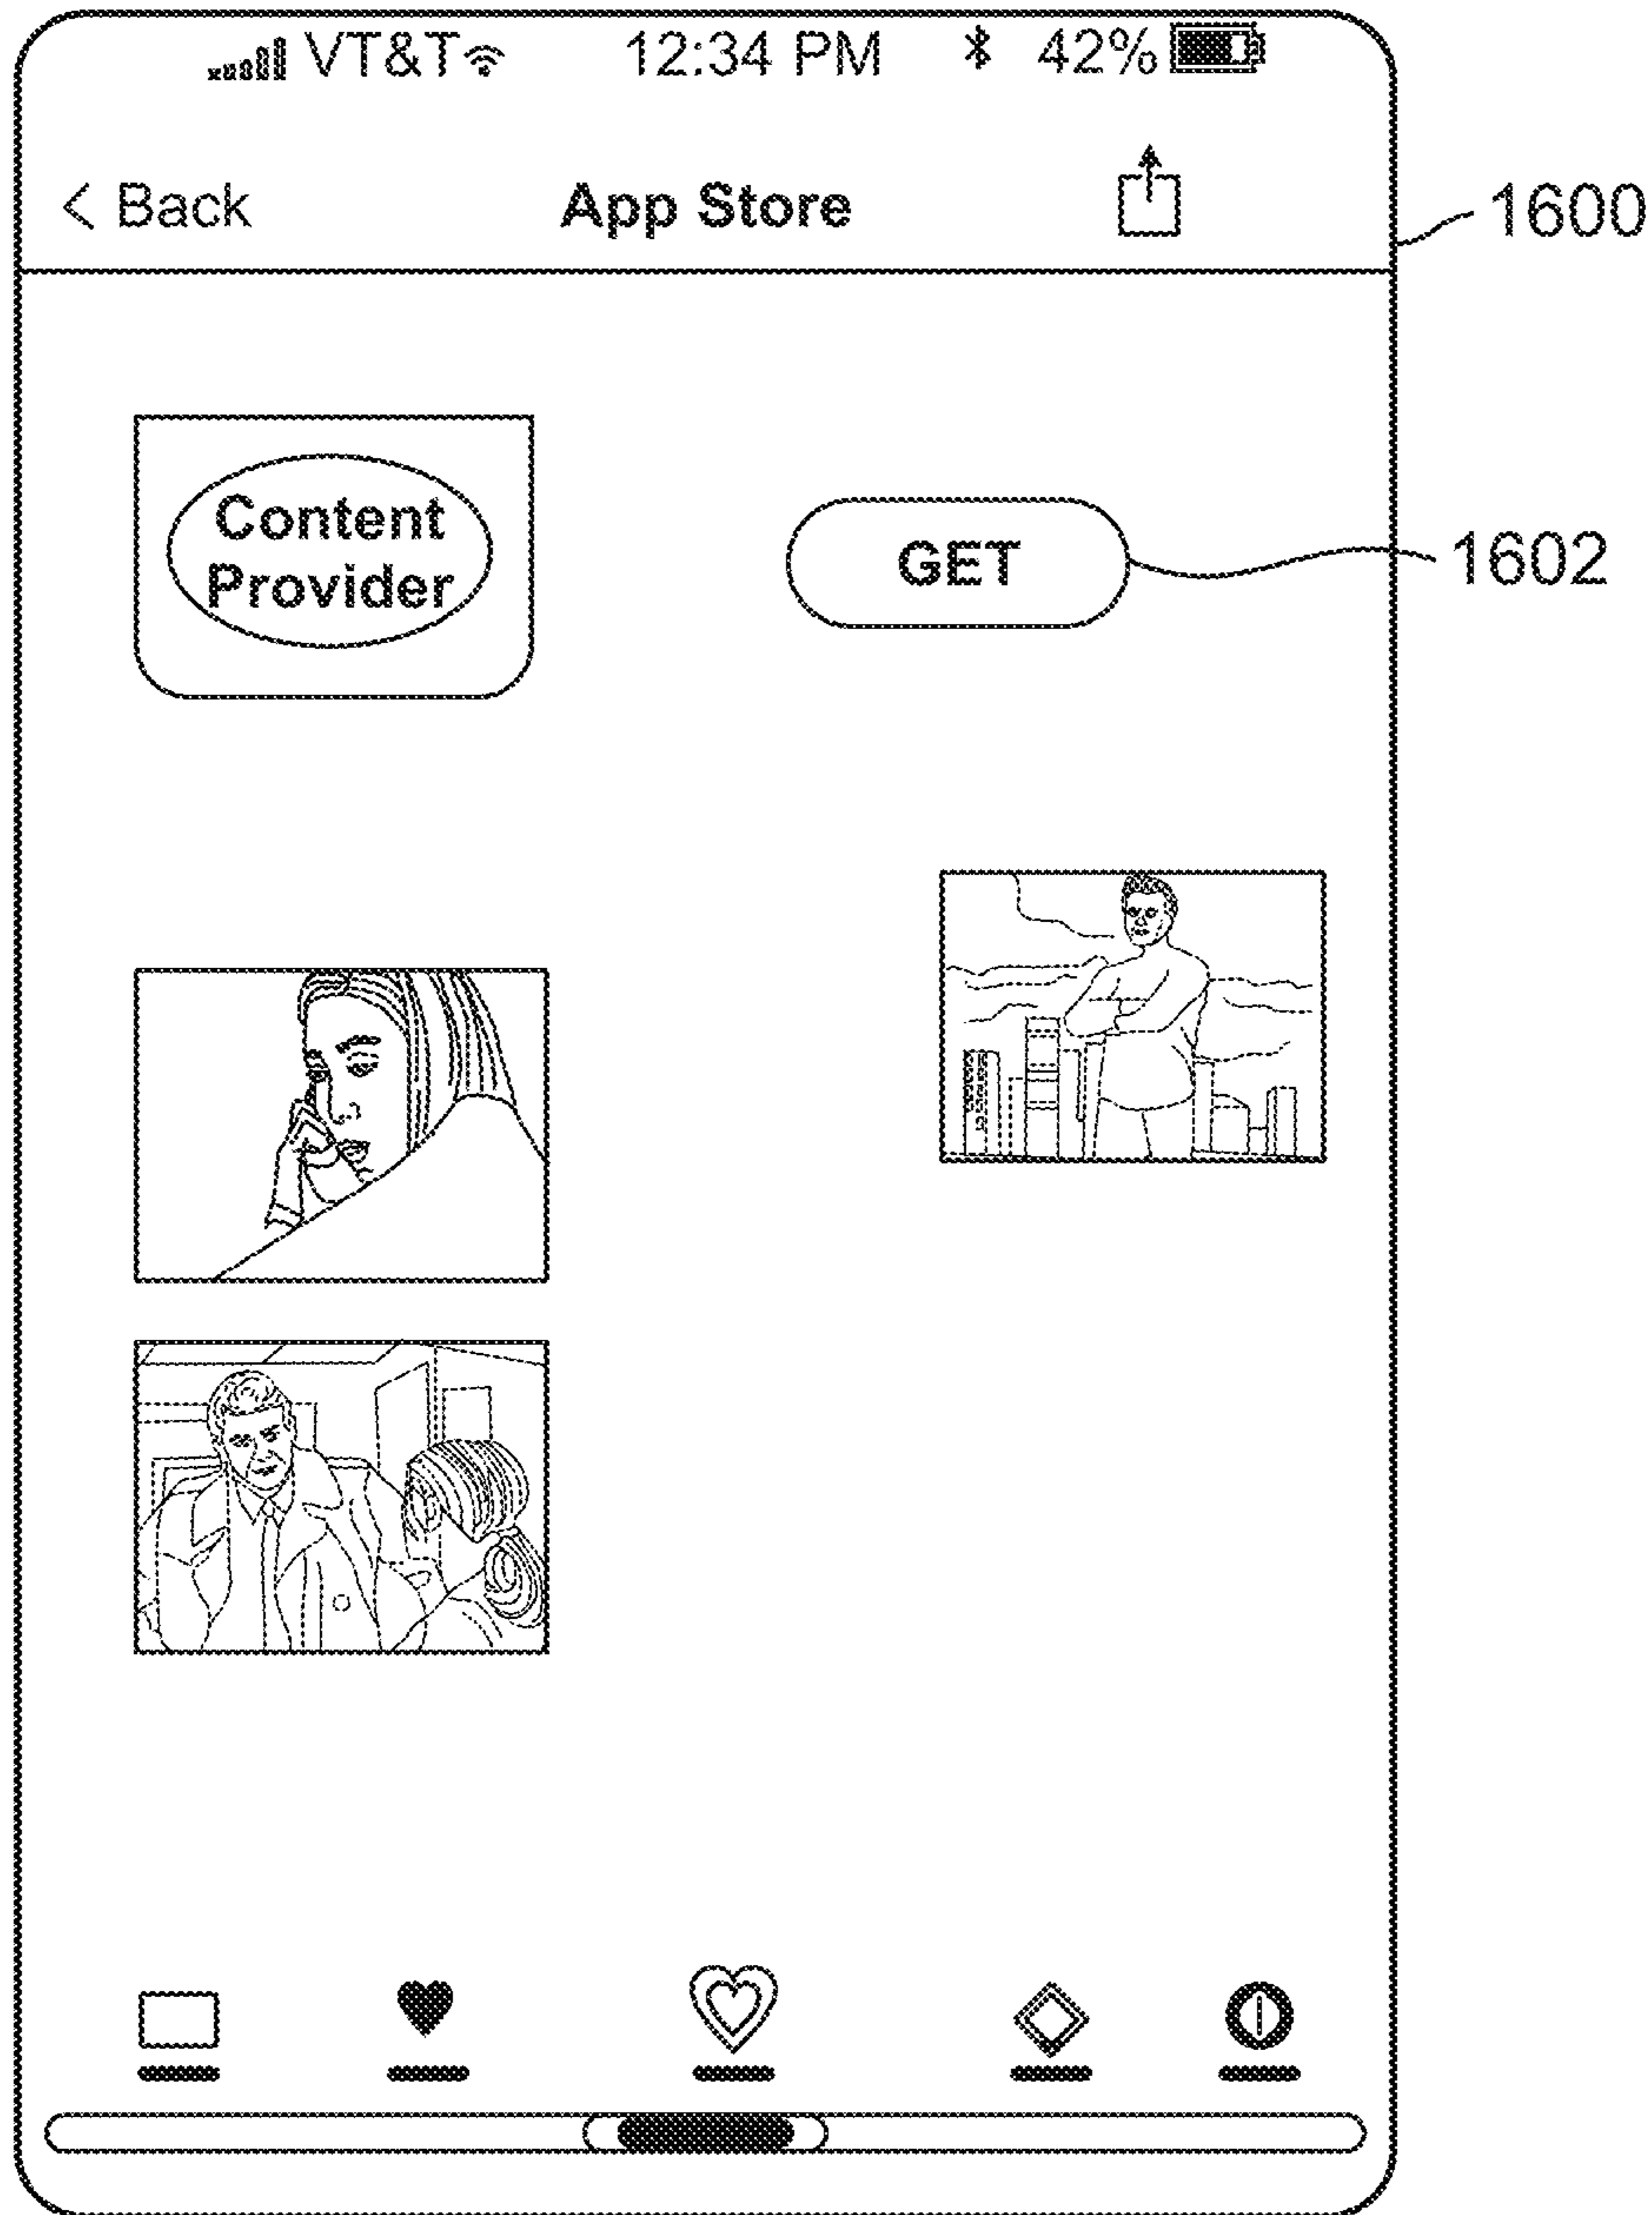 VT&T 12:34 PM 42%
< Back App Store
1600
Content
Provider
GET
1602